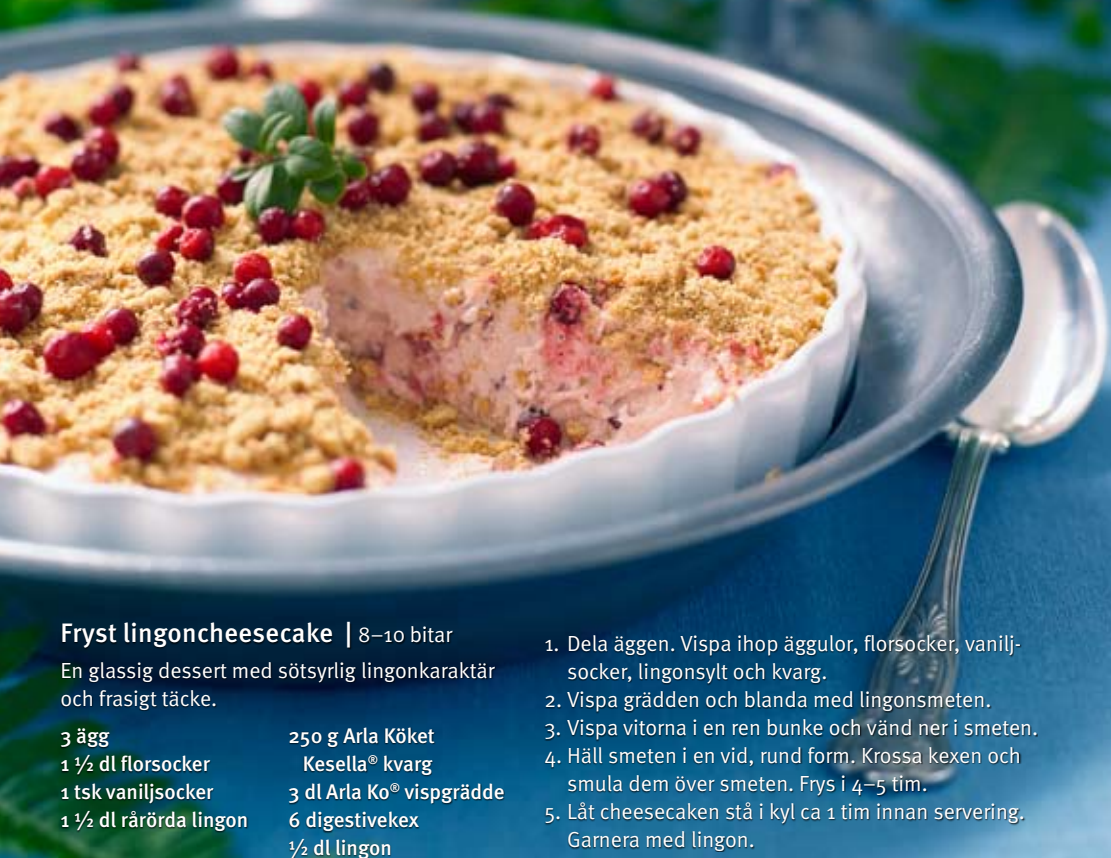 Fryst lingoncheesecake | 8–10 bitar
En glassig dessert med sötsyrlig lingonkaraktär
och frasigt täcke.
3 ägg
1 ½ dl florsocker
1 tsk vaniljsocker
1 ½ dl rårörda lingon
250 g Arla Köket
Kesella® kvarg
3 dl Arla Ko® vispgrädde
6 digestivekex
½ dl lingon
1. Dela äggen. Vispa ihop äggulor, florsocker, vanilj-
socker, lingonsylt och kvarg.
2. Vispa grädden och blanda med lingonsmeten.
3. Vispa vitorna i en ren bunke och vänd ner i smeten.
4. Häll smeten i en vid, rund form. Krossa kexen och
smula dem över smeten. Frys i 4–5 tim.
5. Låt cheesecaken stå i kyl ca 1 tim innan servering.
Garnera med lingon.